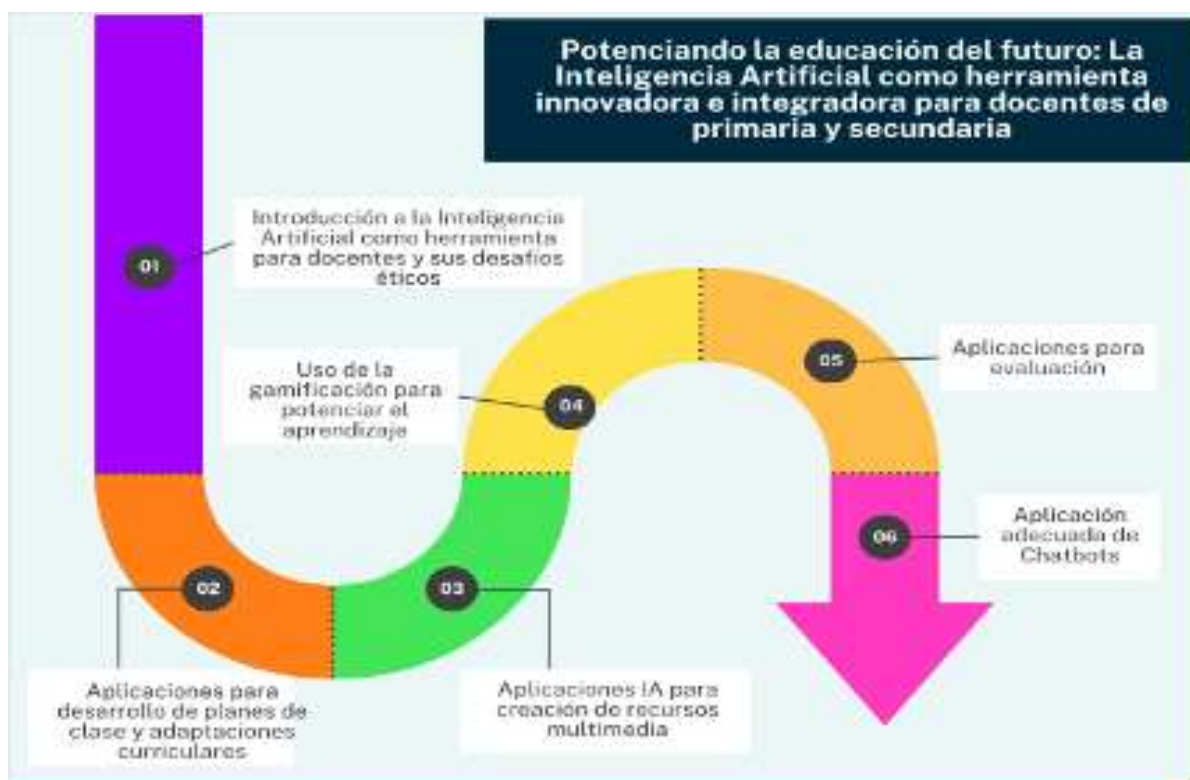 Potenciando la educación del futuro: La
Inteligencia Artificial como herramienta
innovadora e integradora para docentes de
primaria y secundaria
01
Introducción a la Inteligencia
Artificial como herramienta
para docentes y sus desafíos
éticos
02
Aplicaciones para
desarrollo de planes de
clase y adaptaciones
curriculares
03
Aplicaciones IA para
creación de recursos
multimedia
04
Uso de la
gamificación para
potenciar el
aprendizaje
05
Aplicaciones para
evaluación
06
Aplicación
adecuada de
Chatbots